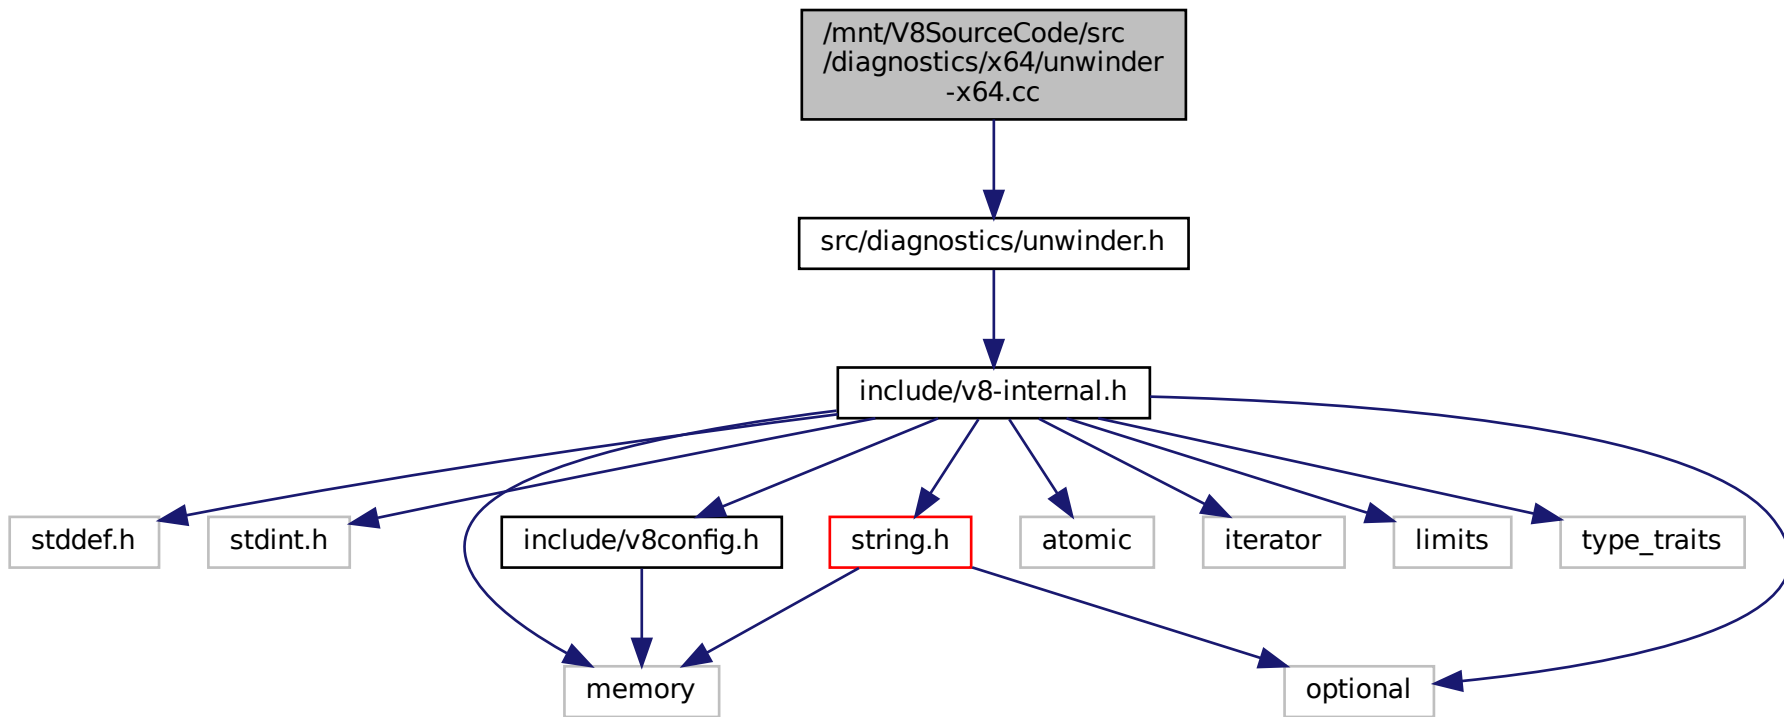 /mnt/V8SourceCode/src
/diagnostics/x64/unwinder
-x64.cc
src/diagnostics/unwinder.h
include/v8-internal.h
stddef.h
stdint.h
include/v8config.h
string.h
atomic
iterator
limits
type_traits
memory
optional